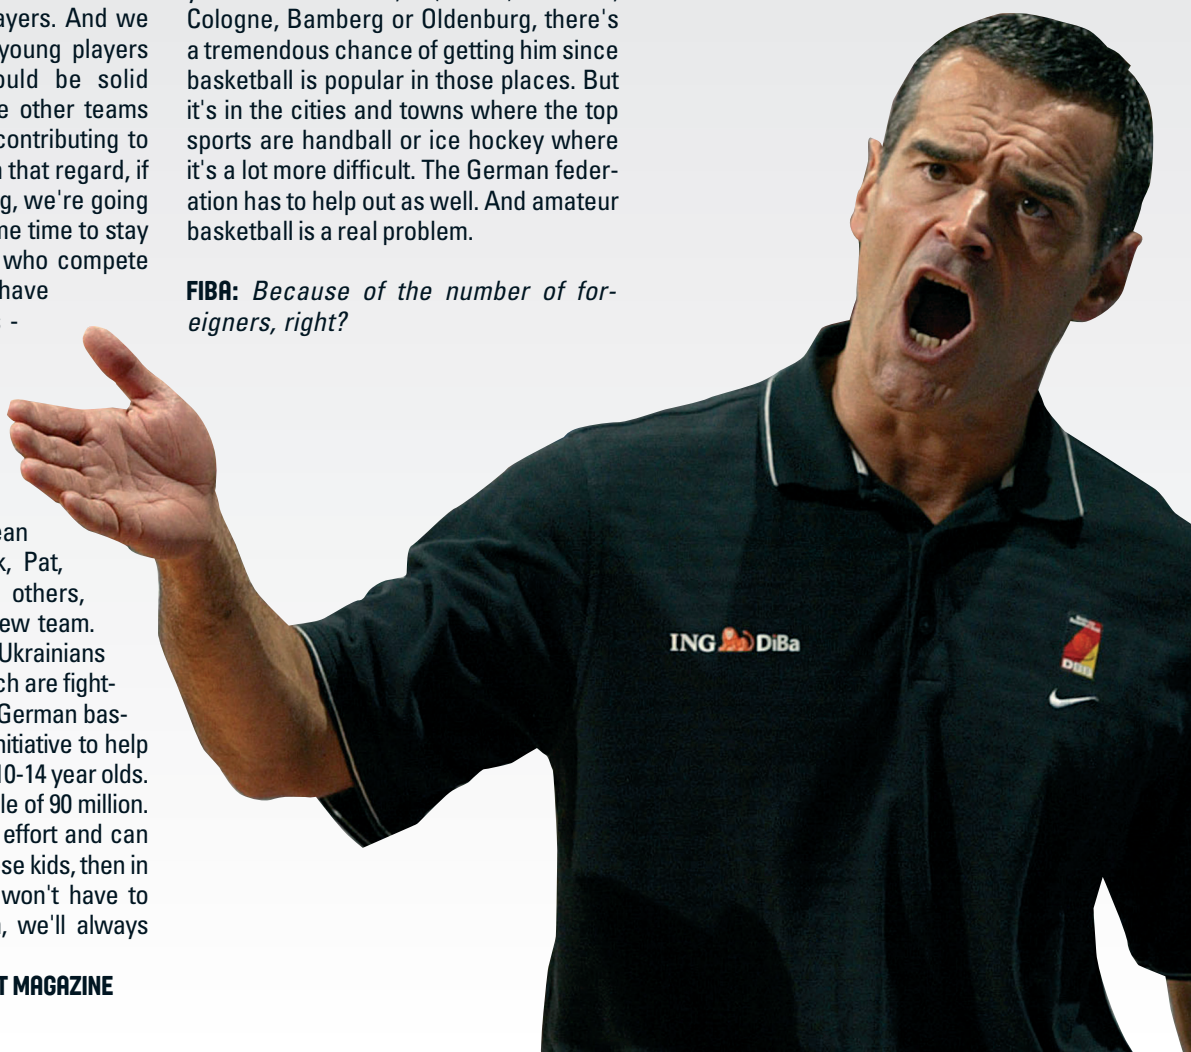 ayers. And we
young players
ould be solid
e other teams
contributing to
that regard, if
g, we're going
me time to stay
who compete
have
-
ean
k, Pat,
others,
ew team.
Ukrainians
ch are fight-
German bas-
nitiative to help
10-14 year olds.
le of 90 million.
effort and can
se kids, then in
won't have to
, we'll always
T MAGAZINE
Cologne, Bamberg or Oldenburg, there's
a tremendous chance of getting him since
basketball is popular in those places. But
it's in the cities and towns where the top
sports are handball or ice hockey where
it's a lot more difficult. The German feder-
ation has to help out as well. And amateur
basketball is a real problem.
FIBA: Because of the number of for-
eigners, right?
ING DiBa
DBB